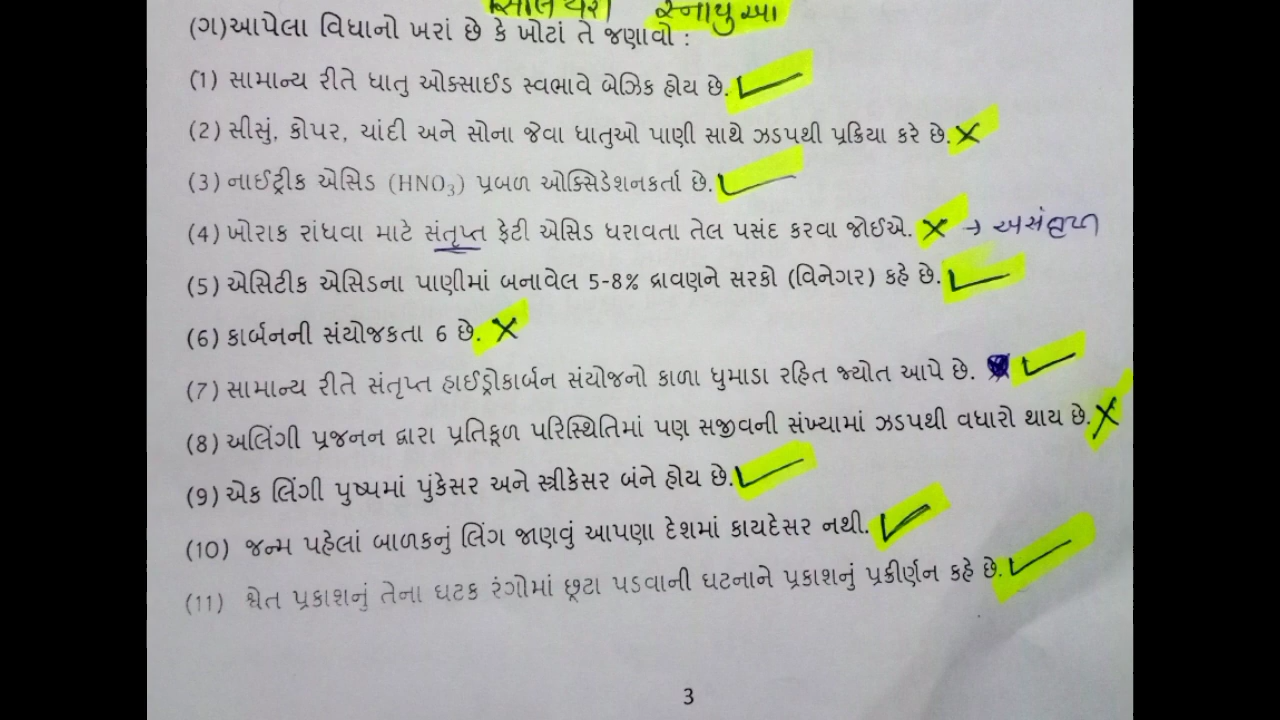 સિલિયરી સ્નાયુઓ
(ગ)આપેલા વિધાનો ખરાં છે કે ખોટાં તે જણાવો :
(1) સામાન્ય રીતે ધાતુ ઓક્સાઈડ સ્વભાવે બેઝિક હોય છે. ✓
(2) સીસું, કોપર, ચાંદી અને સોના જેવા ધાતુઓ પાણી સાથે ઝડપથી પ્રક્રિયા કરે છે. ✗
(3) નાઈટ્રીક એસિડ (HNO₃) પ્રબળ ઓક્સિડેશનકર્તા છે. ✓
(4) ખોરાક રાંધવા માટે સંતૃપ્ત ફેટી એસિડ ધરાવતા તેલ પસંદ કરવા જોઈએ. ✗ → અસંતૃપ્ત
(5) એસિટીક એસિડના પાણીમાં બનાવેલ 5-8% દ્રાવણને સરકો (વિનેગર) કહે છે. ✓
(6) કાર્બનની સંયોજકતા 6 છે. ✗
(7) સામાન્ય રીતે સંતૃપ્ત હાઈડ્રોકાર્બન સંયોજનો કાળા ધુમાડા રહિત જ્યોત આપે છે. ✓
(8) અલિંગી પ્રજનન દ્વારા પ્રતિકૂળ પરિસ્થિતિમાં પણ સજીવની સંખ્યામાં ઝડપથી વધારો થાય છે. ✗
(9) એક લિંગી પુષ્પમાં પુંકેસર અને સ્ત્રીકેસર બંને હોય છે. ✓
(10) જન્મ પહેલાં બાળકનું લિંગ જાણવું આપણા દેશમાં કાયદેસર નથી. ✓
(11) શ્વેત પ્રકાશનું તેના ઘટક રંગોમાં છૂટા પડવાની ઘટનાને પ્રકાશનું પ્રકીર્ણન કહે છે. ✓
3